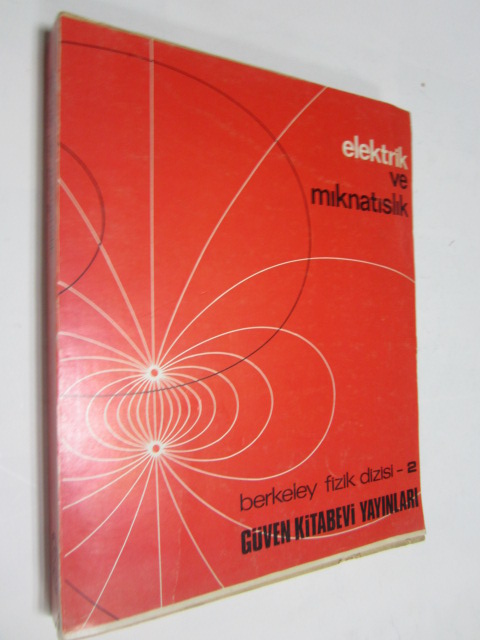 elektrik
ve
mıknatıslık
berkeley fizik dizisi - 2
GÜVEN KİTABEVİ YAYINLARI